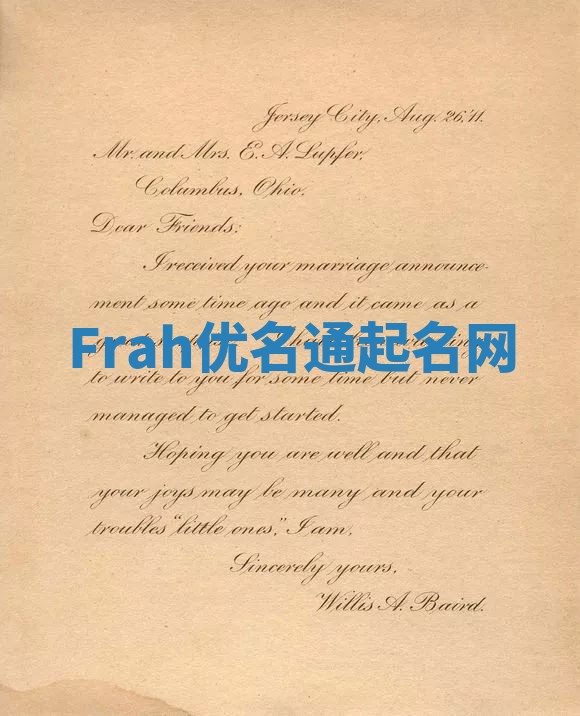 Jersey City, Aug. 26,'11.
Mr. and Mrs. E. A. Lupfer,
Columbus, Ohio.
Dear Friends:
I received your marriage announce-
ment some time ago and it came as a
Frah优名通起名网
to write to you for some time but never
managed to get started.
Hoping you are well and that
your joys may be many and your
troubles "little ones," I am,
Sincerely yours,
Willis A. Baird.